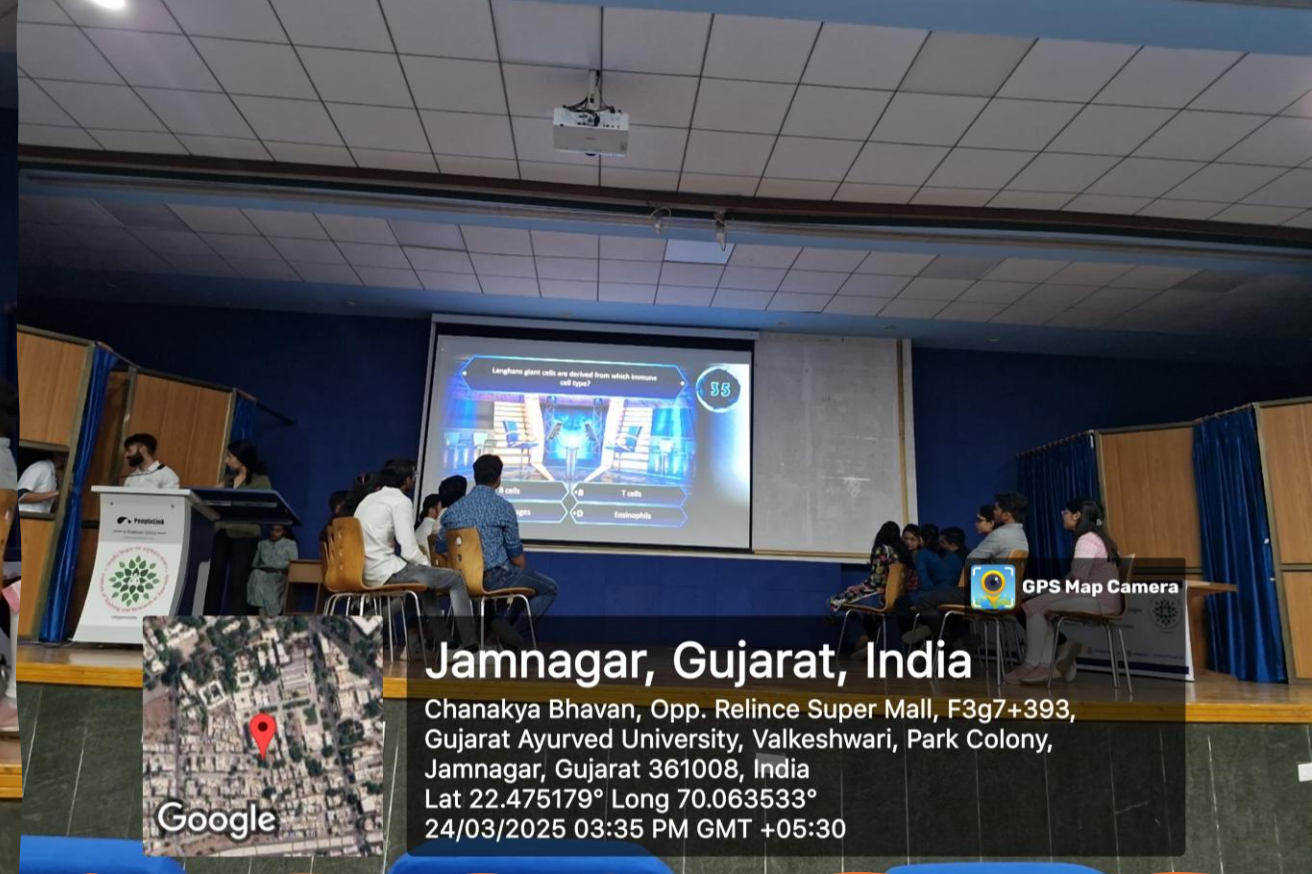 Langhans giant cells are derived from which immune
cell type?
35
B cells
B
T cells
D
Eosinophils
PeopleLink
GPS Map Camera
Jamnagar, Gujarat, India
Chanakya Bhavan, Opp. Relince Super Mall, F3g7+393,
Gujarat Ayurved University, Valkeshwari, Park Colony,
Jamnagar, Gujarat 361008, India
Lat 22.475179° Long 70.063533°
24/03/2025 03:35 PM GMT +05:30
Google